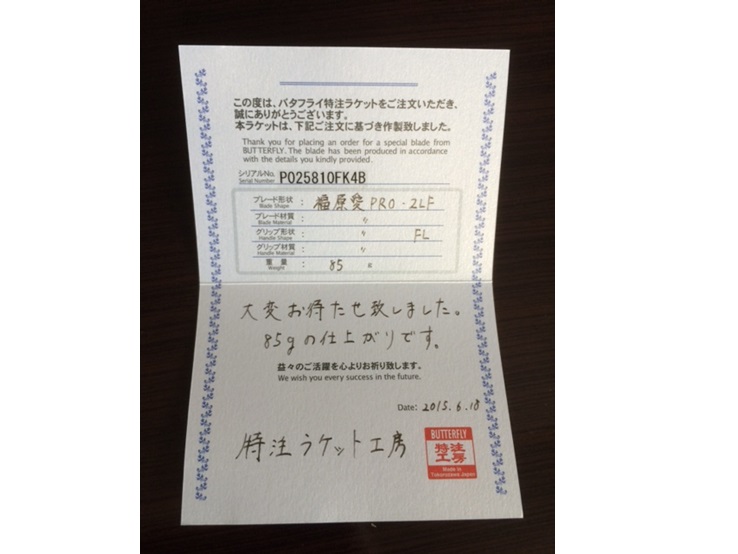 この度は、バタフライ特注ラケットをご注文いただき、
誠にありがとうございます。
本ラケットは、下記ご注文に基づき作製致しました。
Thank you for placing an order for a special blade from
BUTTERFLY. The blade has been produced in accordance
with the details you kindly provided.
シリアルNo.
Serial Number P025810FK4B
ブレード形状 : 福原愛 PRO-ZLF
Blade Shape
ブレード材質 : 〃
Blade Material
グリップ形状 : 〃 FL
Handle Shape
グリップ材質 : 〃
Handle Material
重量 : 85 g
Weight
大変お待たせ致しました。
85gの仕上がりです。
益々のご活躍を心よりお祈り致します。
We wish you every success in the future.
Date: 2015.6.18
特注ラケット工房
BUTTERFLY
特注
工房
Made in
Tokorozawa Japan